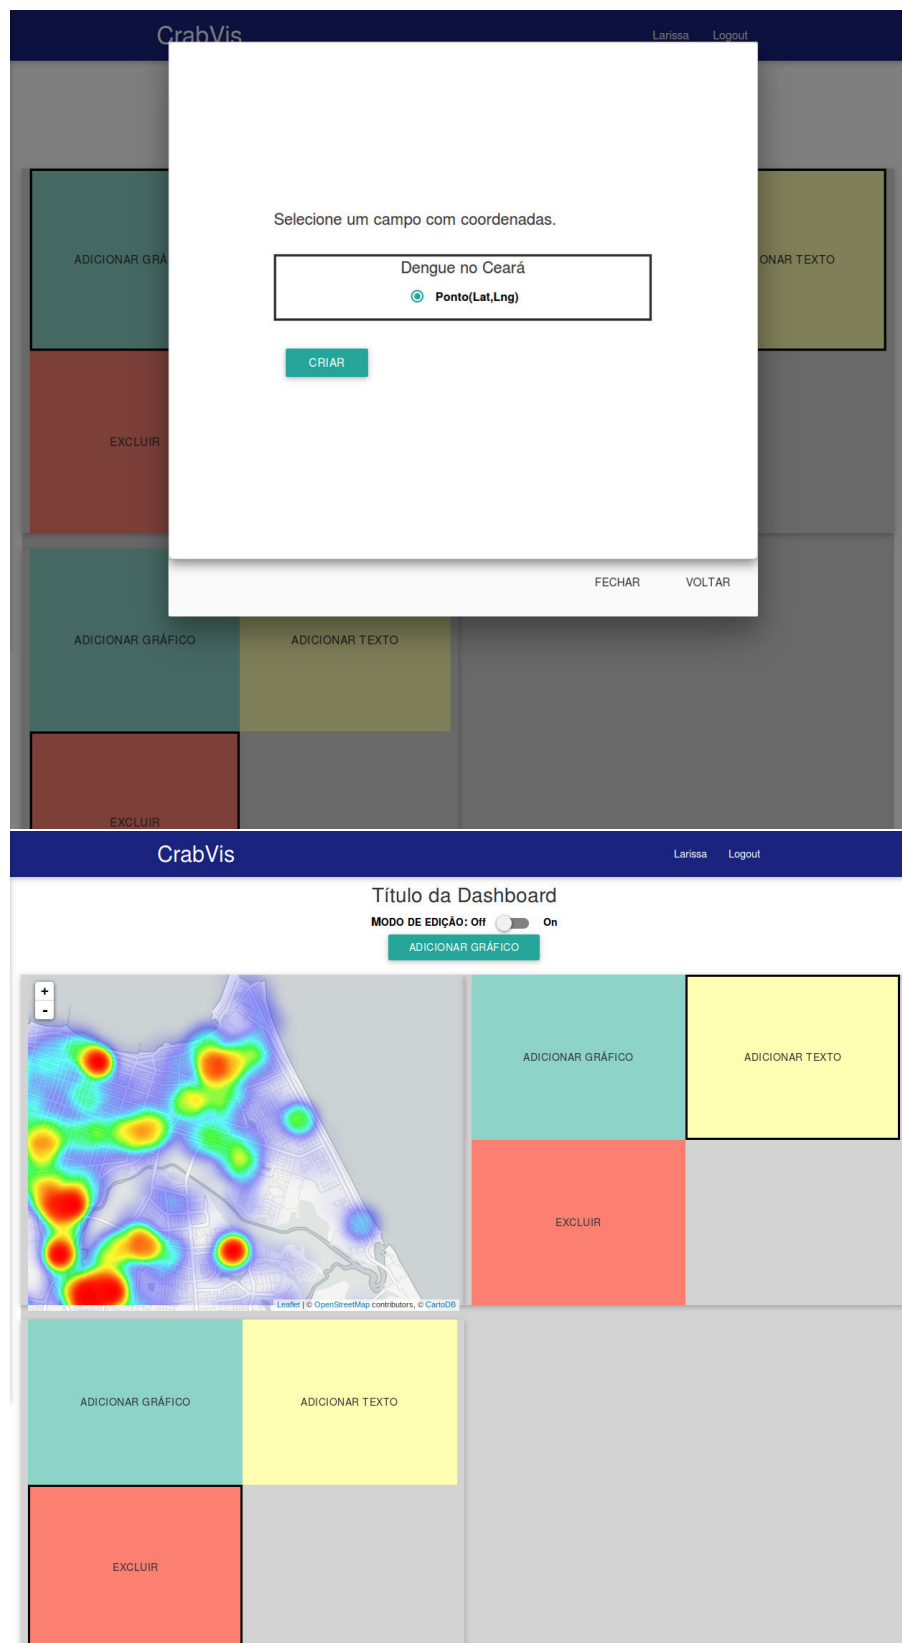 CrabVis
Larissa Logout
Selecione um campo com coordenadas.
Dengue no Ceará
Ponto(Lat,Lng)
CRIAR
ADICIONAR GRÁ
ONAR TEXTO
EXCLUIR
FECHAR VOLTAR
ADICIONAR GRÁFICO ADICIONAR TEXTO
EXCLUIR
CrabVis
Larissa Logout
Título da Dashboard
MODO DE EDIÇÃO: Off On
ADICIONAR GRÁFICO
+
-
ADICIONAR GRÁFICO ADICIONAR TEXTO
EXCLUIR
Leaflet | © OpenStreetMap contributors, © CartoDB
ADICIONAR GRÁFICO ADICIONAR TEXTO
EXCLUIR